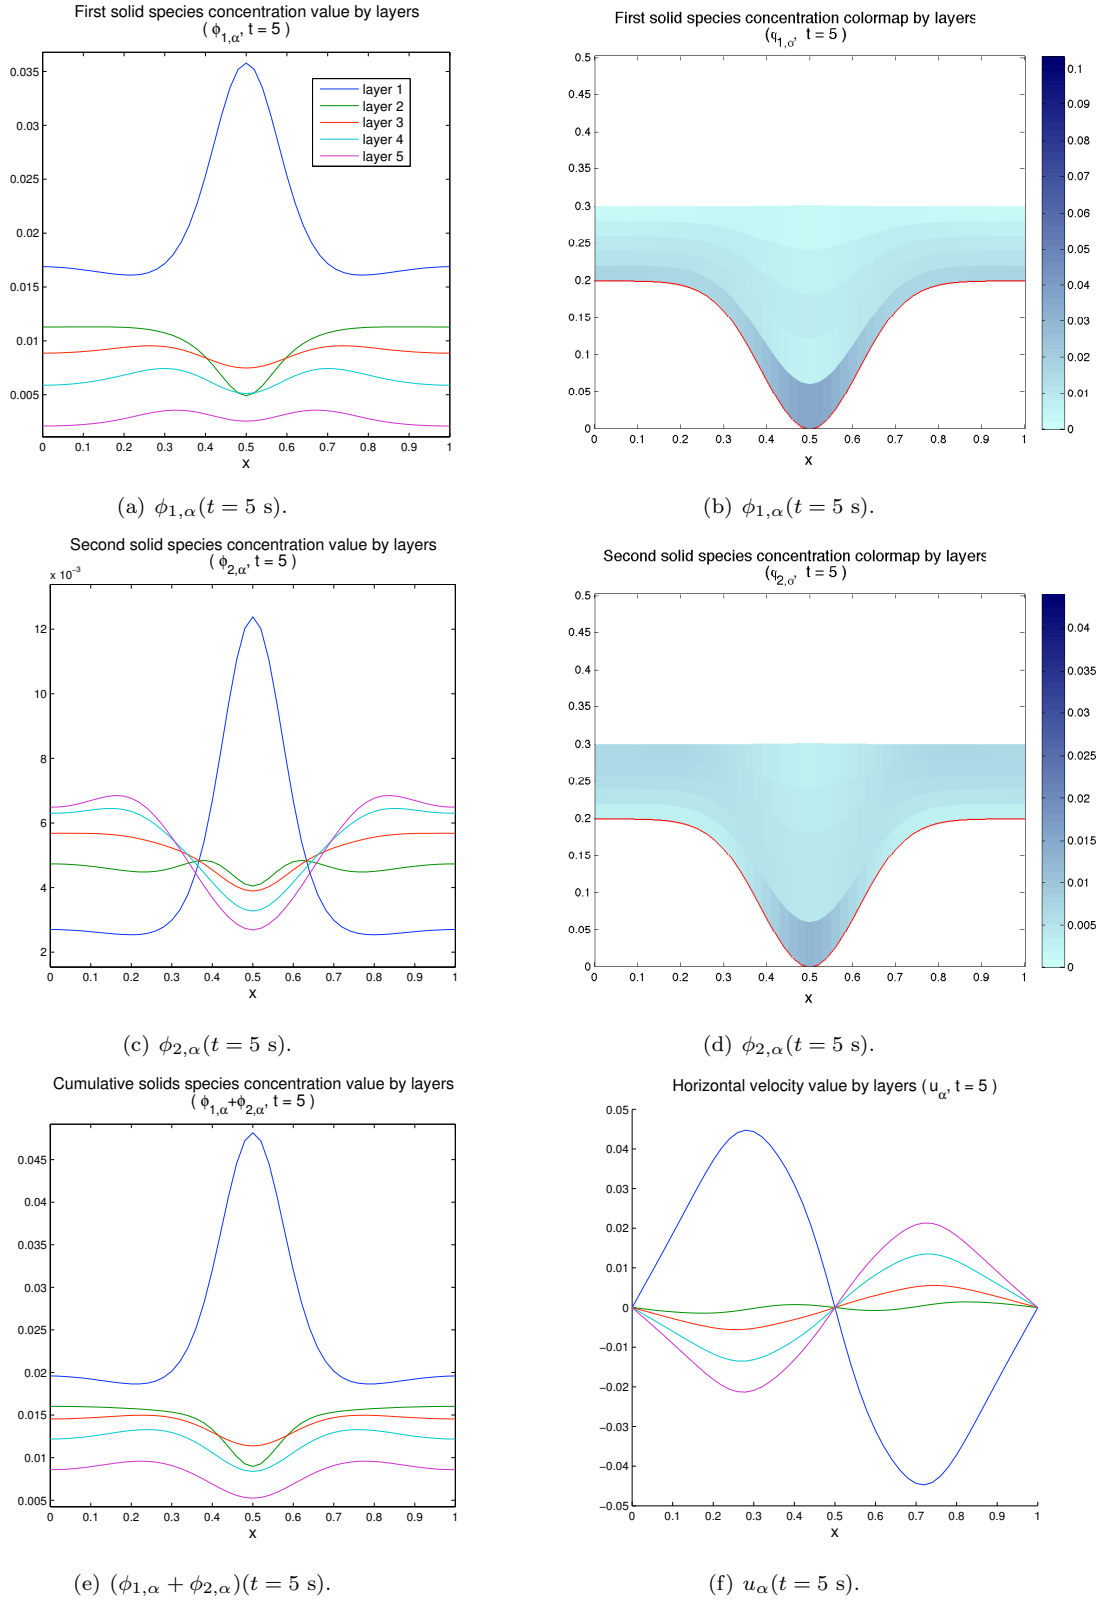 First solid species concentration value by layers
( ϕ1,α, t = 5 )
0.035
0.03
0.025
0.02
0.015
0.01
0.005
layer 1
layer 2
layer 3
layer 4
layer 5
0 0.1 0.2 0.3 0.4 0.5 0.6 0.7 0.8 0.9 1
x
(a) ϕ1,α(t = 5 s).
First solid species concentration colormap by layers
(φ1,α, t = 5 )
0.5
0.45
0.4
0.35
0.3
0.25
0.2
0.15
0.1
0.05
0
0 0.1 0.2 0.3 0.4 0.5 0.6 0.7 0.8 0.9 1
x
0.1
0.09
0.08
0.07
0.06
0.05
0.04
0.03
0.02
0.01
0
(b) ϕ1,α(t = 5 s).
Second solid species concentration value by layers
( ϕ2,α, t = 5 )
x 10⁻³
12
10
8
6
4
2
0 0.1 0.2 0.3 0.4 0.5 0.6 0.7 0.8 0.9 1
x
(c) ϕ2,α(t = 5 s).
Second solid species concentration colormap by layers
(φ2,α, t = 5 )
0.5
0.45
0.4
0.35
0.3
0.25
0.2
0.15
0.1
0.05
0
0 0.1 0.2 0.3 0.4 0.5 0.6 0.7 0.8 0.9 1
x
0.04
0.035
0.03
0.025
0.02
0.015
0.01
0.005
0
(d) ϕ2,α(t = 5 s).
Cumulative solids species concentration value by layers
( ϕ1,α+ϕ2,α, t = 5 )
0.045
0.04
0.035
0.03
0.025
0.02
0.015
0.01
0.005
0 0.1 0.2 0.3 0.4 0.5 0.6 0.7 0.8 0.9 1
x
(e) (ϕ1,α + ϕ2,α)(t = 5 s).
Horizontal velocity value by layers ( uα, t = 5 )
0.05
0.04
0.03
0.02
0.01
0
−0.01
−0.02
−0.03
−0.04
−0.05
0 0.1 0.2 0.3 0.4 0.5 0.6 0.7 0.8 0.9 1
x
(f) uα(t = 5 s).